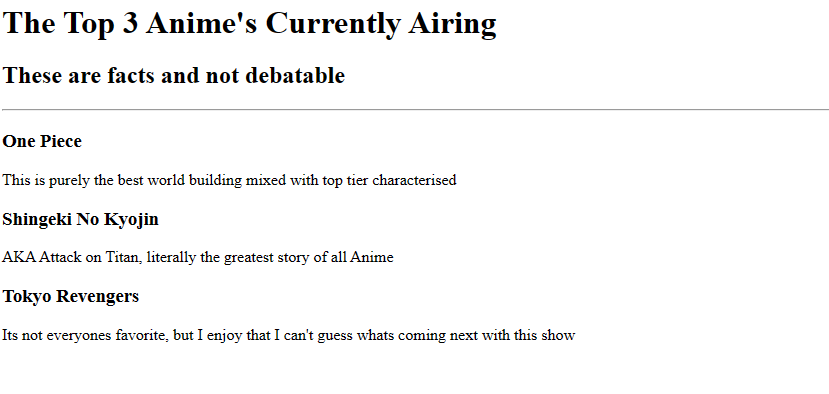 The Top 3 Anime's Currently Airing
These are facts and not debatable
One Piece
This is purely the best world building mixed with top tier characterised
Shingeki No Kyojin
AKA Attack on Titan, literally the greatest story of all Anime
Tokyo Revengers
Its not everyones favorite, but I enjoy that I can't guess whats coming next with this show